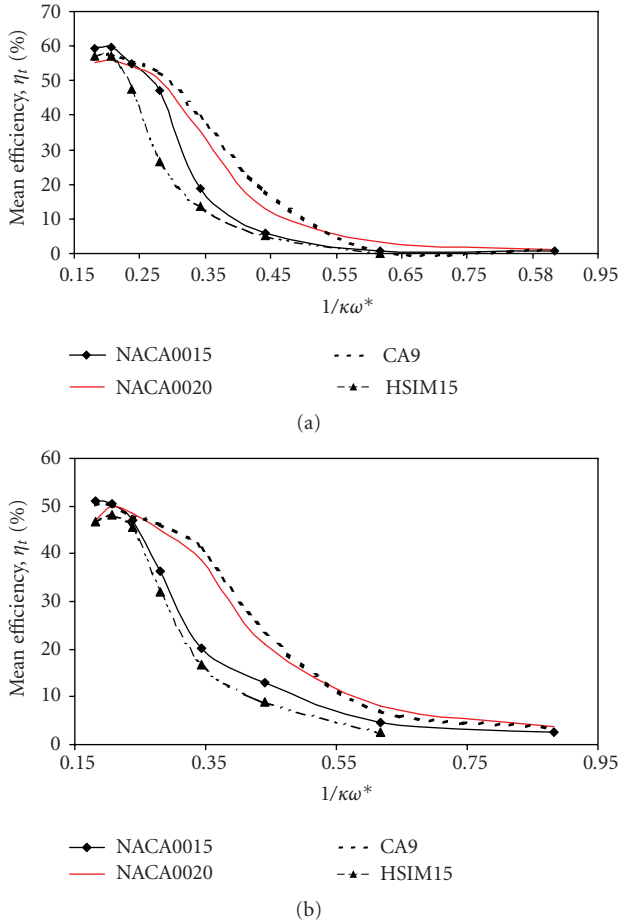 70
60
50
40
30
20
10
0
Mean efficiency, ηt (%)
0.15 0.25 0.35 0.45 0.55 0.65 0.75 0.58 0.95
1/κω*
NACA0015 CA9
NACA0020 HSIM15
(a)
60
50
40
30
20
10
0
Mean efficiency, ηt (%)
0.15 0.35 0.55 0.75 0.95
1/κω*
NACA0015 CA9
NACA0020 HSIM15
(b)